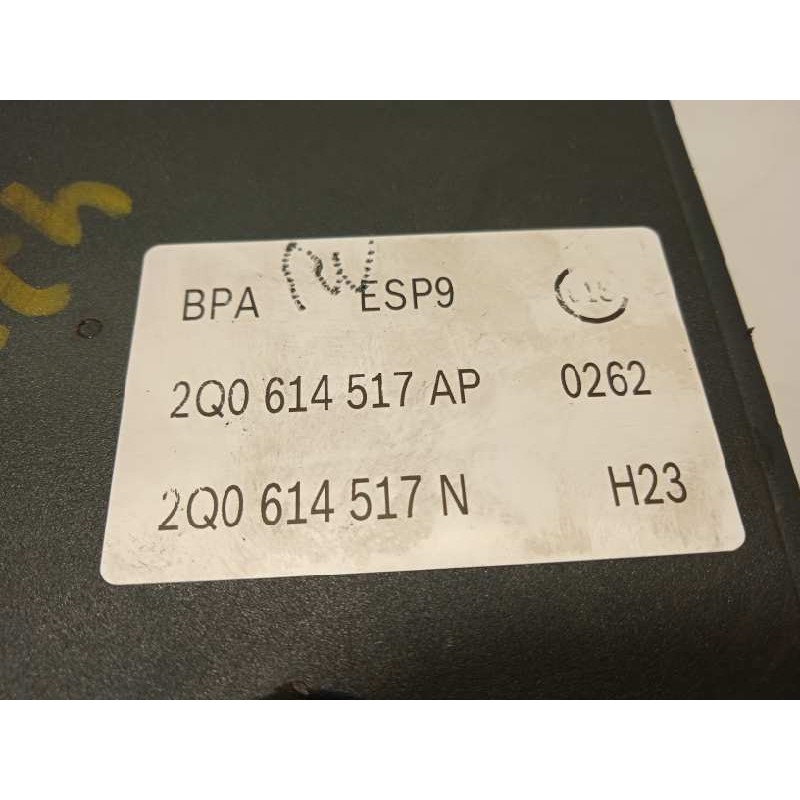 BPA ESP9
2Q0 614 517 AP 0262
2Q0 614 517 N H23